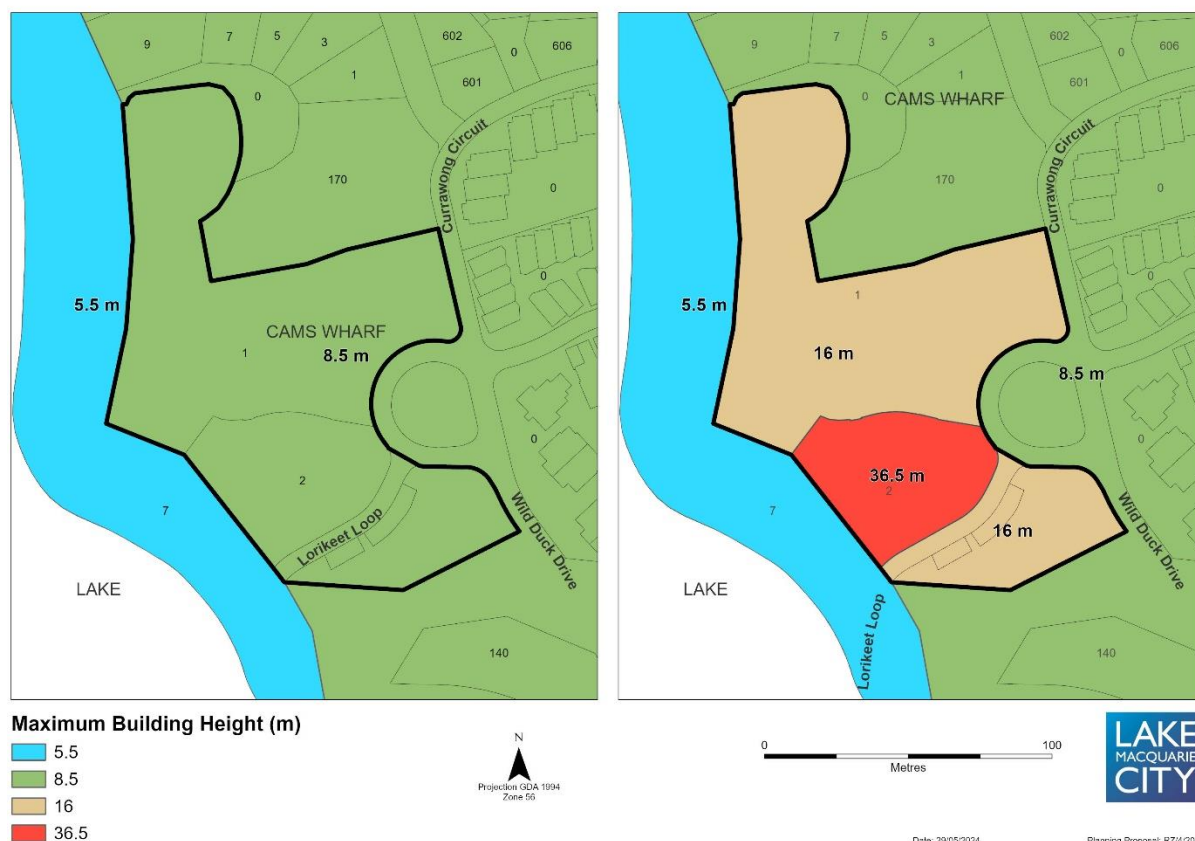 9
7
5
3
1
0
602
0
606
601
170
Currawong Circuit
0
0
5.5 m
CAMS WHARF
8.5 m
1
2
0
7
Lorikeet Loop
Wild Duck Drive
LAKE
140
9
7
5
3
1
0
CAMS WHARF
602
0
606
601
170
Currawong Circuit
0
0
1
5.5 m
16 m
8.5 m
36.5 m
2
0
7
16 m
Wild Duck Drive
LAKE
Lorikeet Loop
140
Maximum Building Height (m)
5.5
8.5
16
36.5
N
Projection GDA 1994
Zone 56
0 100
Metres
LAKE
MACQUARIE
CITY